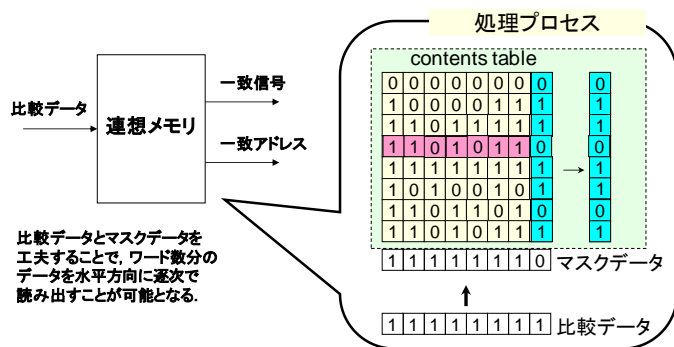 処理プロセス
contents table
一致信号
比較データ
連想メモリ
一致アドレス
0 0 0 0 0 0 0 0 0
1 0 0 0 0 1 1 1 1
1 1 0 1 1 1 1 1 1
1 1 0 1 0 1 1 0 0
1 1 1 1 1 1 1 1 1
1 0 1 0 0 1 0 1 1
1 1 0 1 1 0 1 0 0
0 1 1 0 1 1 0 1 1
1 1 1 1 1 1 1 0 マスクデータ
1 1 1 1 1 1 1 1 比較データ
比較データとマスクデータを
工夫することで, ワード数分の
データを水平方向に逐次で
読み出すことが可能となる.